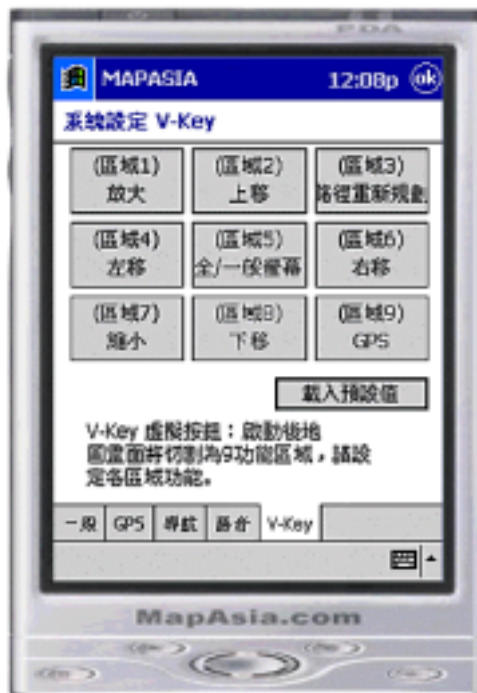 PDA
MAPASIA 12:08p ok
系統設定 V-Key
(區域1) (區域2) (區域3)
放大 上移 路徑重新規劃
(區域4) (區域5) (區域6)
左移 全/一般螢幕 右移
(區域7) (區域8) (區域9)
縮小 下移 GPS
載入預設值
V-Key 虛擬按鈕：啟動後地
圖畫面將切割為9功能區域，請設
定各區域功能。
一般 GPS 導航 語音 V-Key
MapAsia.com